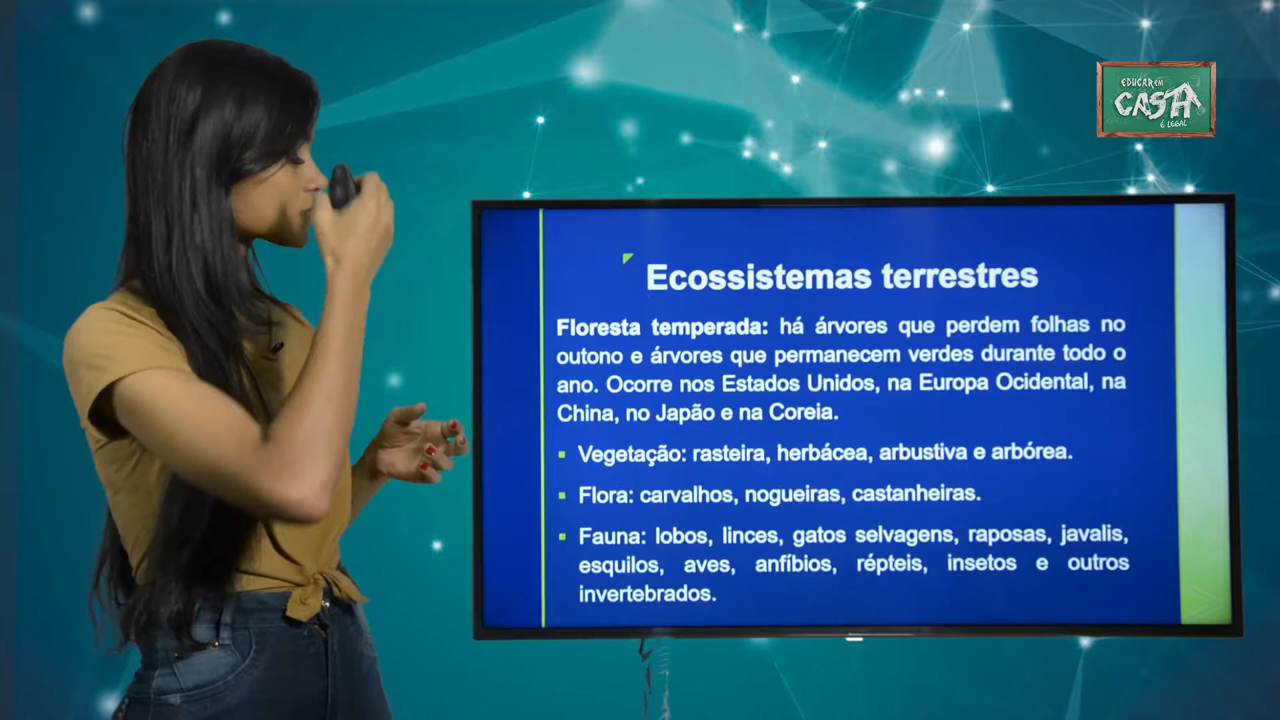 EDUCAR EM
CASA
É LEGAL
Ecossistemas terrestres
Floresta temperada: há árvores que perdem folhas no
outono e árvores que permanecem verdes durante todo o
ano. Ocorre nos Estados Unidos, na Europa Ocidental, na
China, no Japão e na Coreia.
Vegetação: rasteira, herbácea, arbustiva e arbórea.
Flora: carvalhos, nogueiras, castanheiras.
Fauna: lobos, linces, gatos selvagens, raposas, javalis,
esquilos, aves, anfíbios, répteis, insetos e outros
invertebrados.